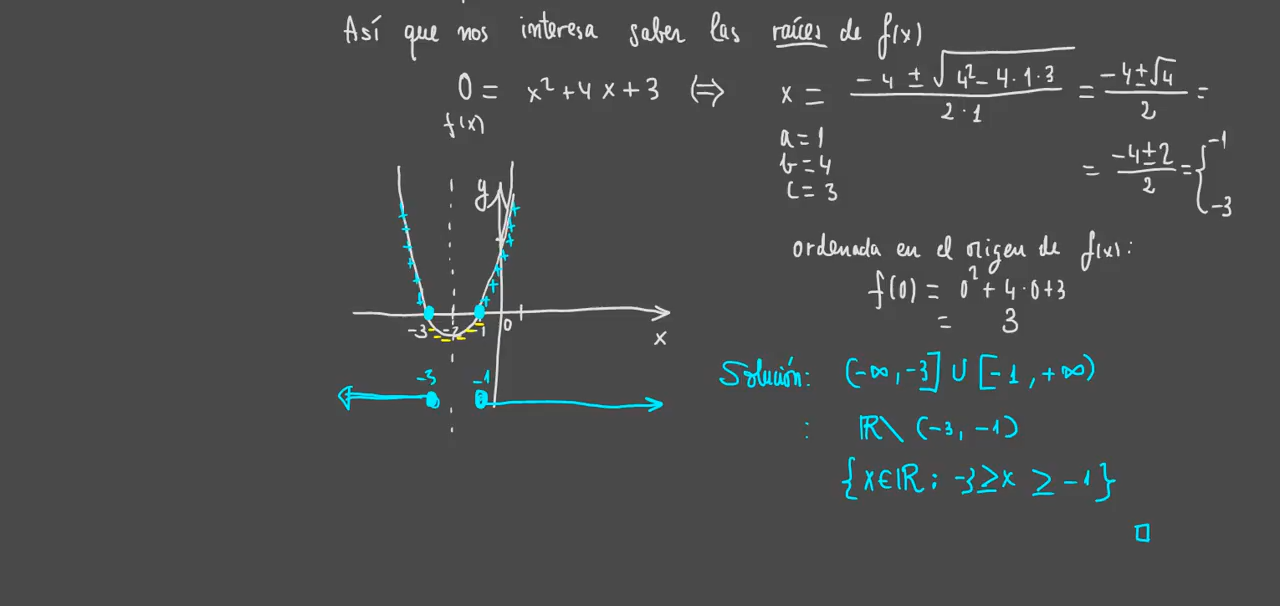 Así que nos interesa saber las raíces de f(x)
0 = x² + 4x + 3 ⟺ x = (-4 ± √(4² - 4·1·3)) / (2·1) = (-4 ± √4) / 2 =
f(x)
a = 1
b = 4
c = 3
= (-4 ± 2) / 2 = { -1
-3
y
ordenada en el origen de f(x):
f(0) = 0² + 4·0 + 3
= 3
-3 -2 -1 0
x
-3 -1
Solución: (-∞, -3] ∪ [-1, +∞)
: ℝ \ (-3, -1)
{x ∈ ℝ : -3 ≥ x ≥ -1}